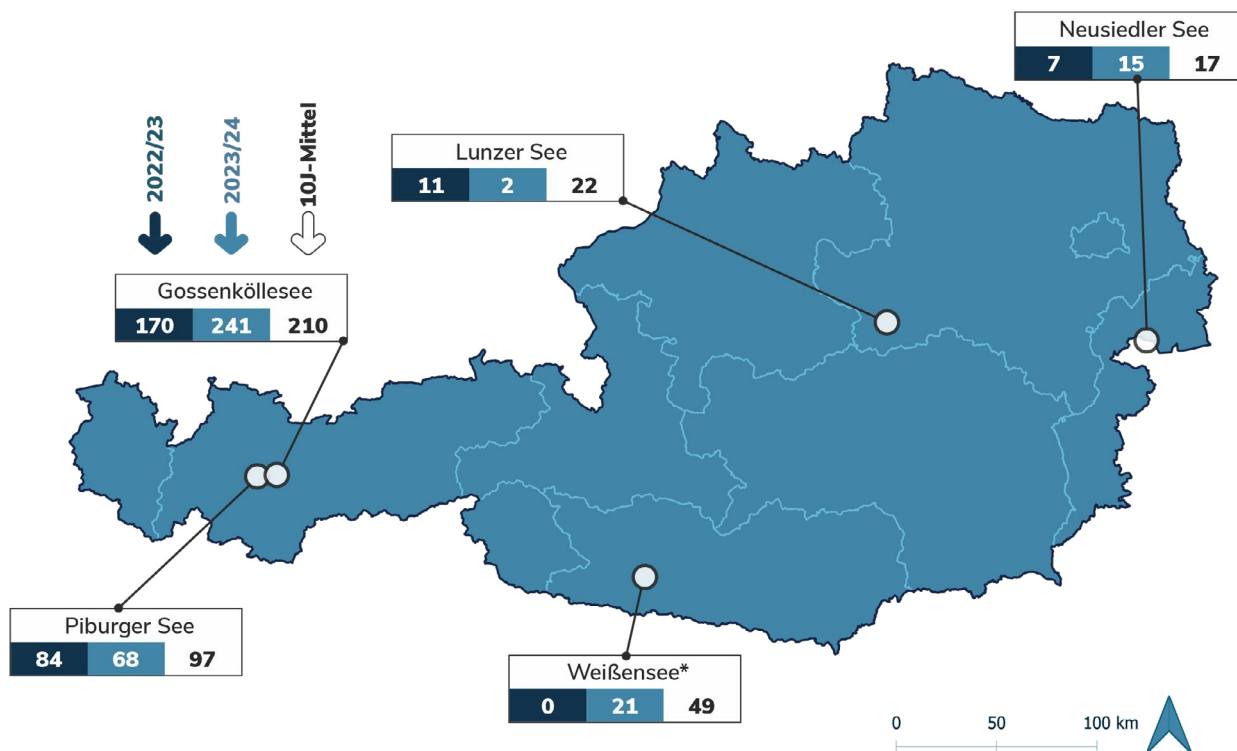 Neusiedler See
7 15 17
2022/23
2023/24
10J-Mittel
Lunzer See
11 2 22
Gossenköllesee
170 241 210
Piburger See
84 68 97
Weißensee*
0 21 49
0 50 100 km